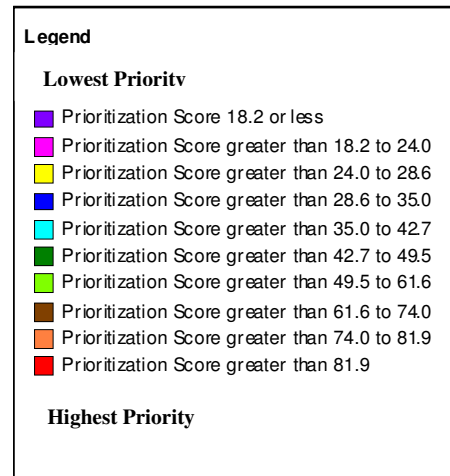 Legend
Lowest Priority
Prioritization Score 18.2 or less
Prioritization Score greater than 18.2 to 24.0
Prioritization Score greater than 24.0 to 28.6
Prioritization Score greater than 28.6 to 35.0
Prioritization Score greater than 35.0 to 42.7
Prioritization Score greater than 42.7 to 49.5
Prioritization Score greater than 49.5 to 61.6
Prioritization Score greater than 61.6 to 74.0
Prioritization Score greater than 74.0 to 81.9
Prioritization Score greater than 81.9
Highest Priority